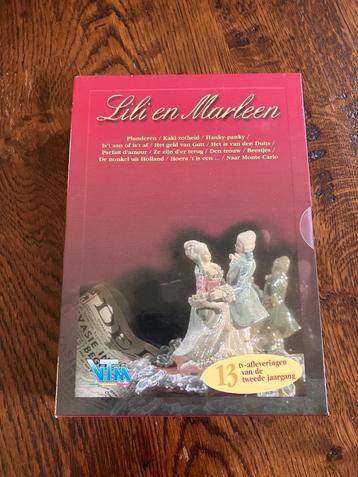 Lili en Marleen
Plunderen / Kaki-zotheid / Hanky-panky /
Is't aan of is't af / Het geld van Gutt / Het is van den Duits /
Parfait d'amour / Ze zijn d'er terug / Den trouw / Beestjes /
De nonkel uit Holland / Hoera 't is een ... / Naar Monte-Carlo
VTM
13 tv-afleveringen
van de
tweede jaargang